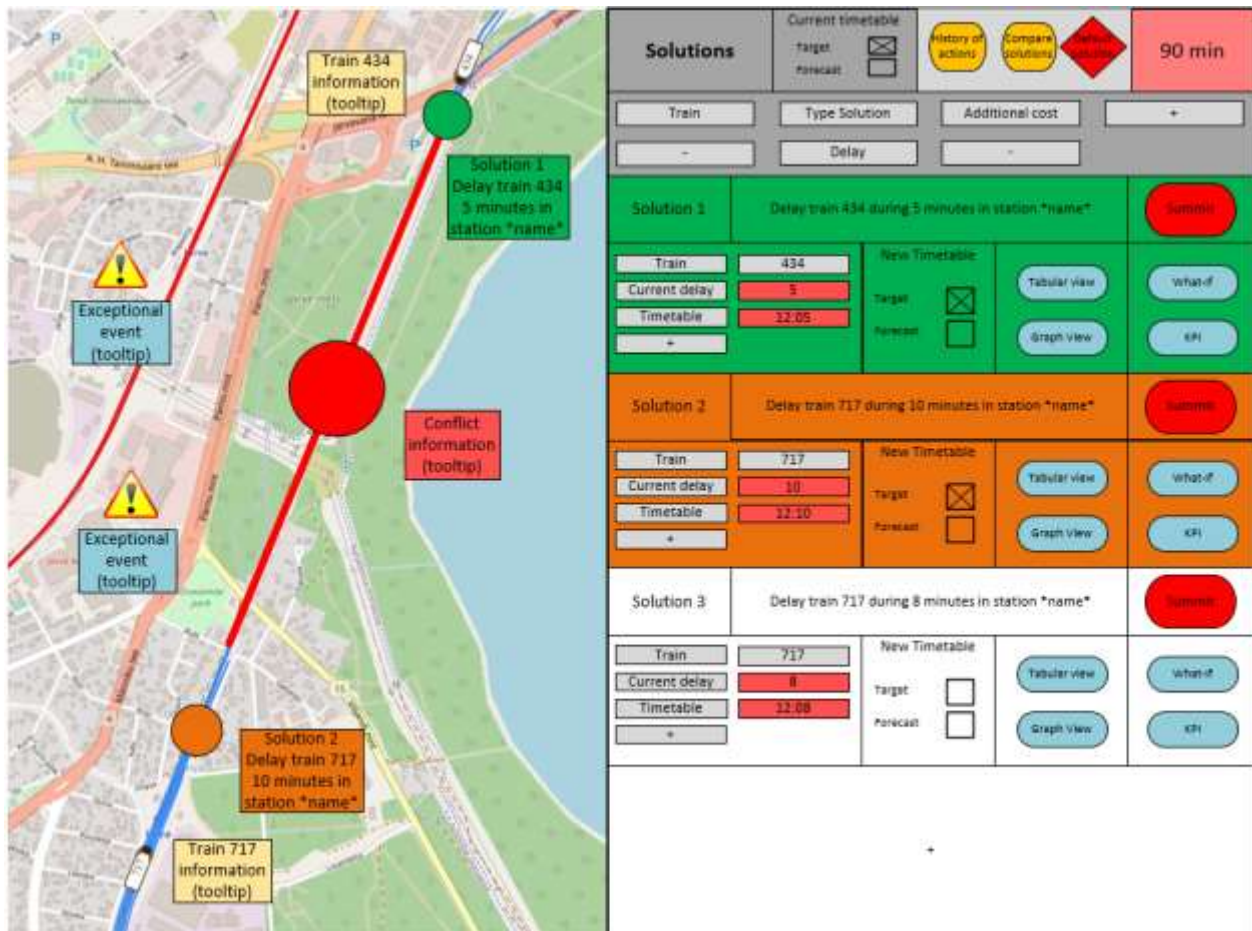 P
A. H. Tammsaare tee
Train 434
information
(tooltip)
P
Solution 1
Delay train 434
5 minutes in
station *name*
Exceptional
event
(tooltip)
Conflict
information
(tooltip)
Exceptional
event
(tooltip)
Solution 2
Delay train 717
10 minutes in
station *name*
Train 717
information
(tooltip)
Solutions
Current timetable
Target
Forecast
History of
actions
Compare
solutions
90 min
Train
Type Solution
Additional cost
+
-
Delay
-
Solution 1
Delay train 434 during 5 minutes in station *name*
Summit
Train
434
Current delay
5
Timetable
12:05
+
New Timetable
Target
Forecast
Tabular view
Graph View
What-if
KPI
Solution 2
Delay train 717 during 10 minutes in station *name*
Summit
Train
717
Current delay
10
Timetable
12:10
+
New Timetable
Target
Forecast
Tabular view
Graph View
What-if
KPI
Solution 3
Delay train 717 during 8 minutes in station *name*
Summit
Train
717
Current delay
8
Timetable
12:08
+
New Timetable
Target
Forecast
Tabular view
Graph View
What-if
KPI
+